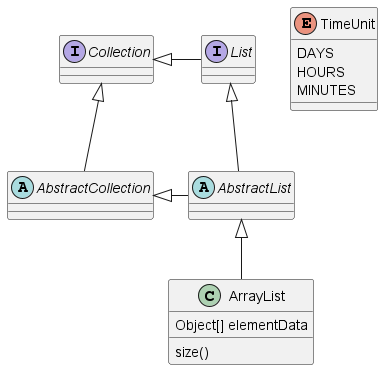 I Collection
I List
E TimeUnit
DAYS
HOURS
MINUTES
A AbstractCollection
A AbstractList
C ArrayList
Object[] elementData
size()